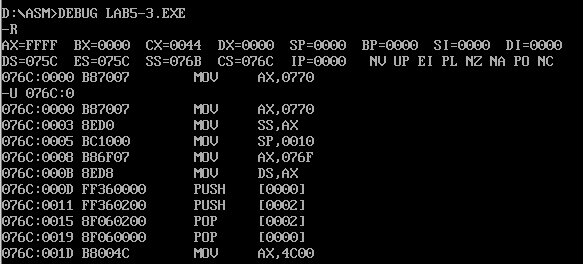 D:\ASM>DEBUG LAB5-3.EXE
-R
AX=FFFF  BX=0000  CX=0044  DX=0000  SP=0000  BP=0000  SI=0000  DI=0000
DS=075C  ES=075C  SS=076B  CS=076C  IP=0000   NV UP EI PL NZ NA PO NC
076C:0000 B87007        MOV     AX,0770
-U 076C:0
076C:0000 B87007        MOV     AX,0770
076C:0003 8ED0          MOV     SS,AX
076C:0005 BC1000        MOV     SP,0010
076C:0008 B86F07        MOV     AX,076F
076C:000B 8ED8          MOV     DS,AX
076C:000D FF360000      PUSH    [0000]
076C:0011 FF360200      PUSH    [0002]
076C:0015 8F060200      POP     [0002]
076C:0019 8F060000      POP     [0000]
076C:001D B8004C        MOV     AX,4C00